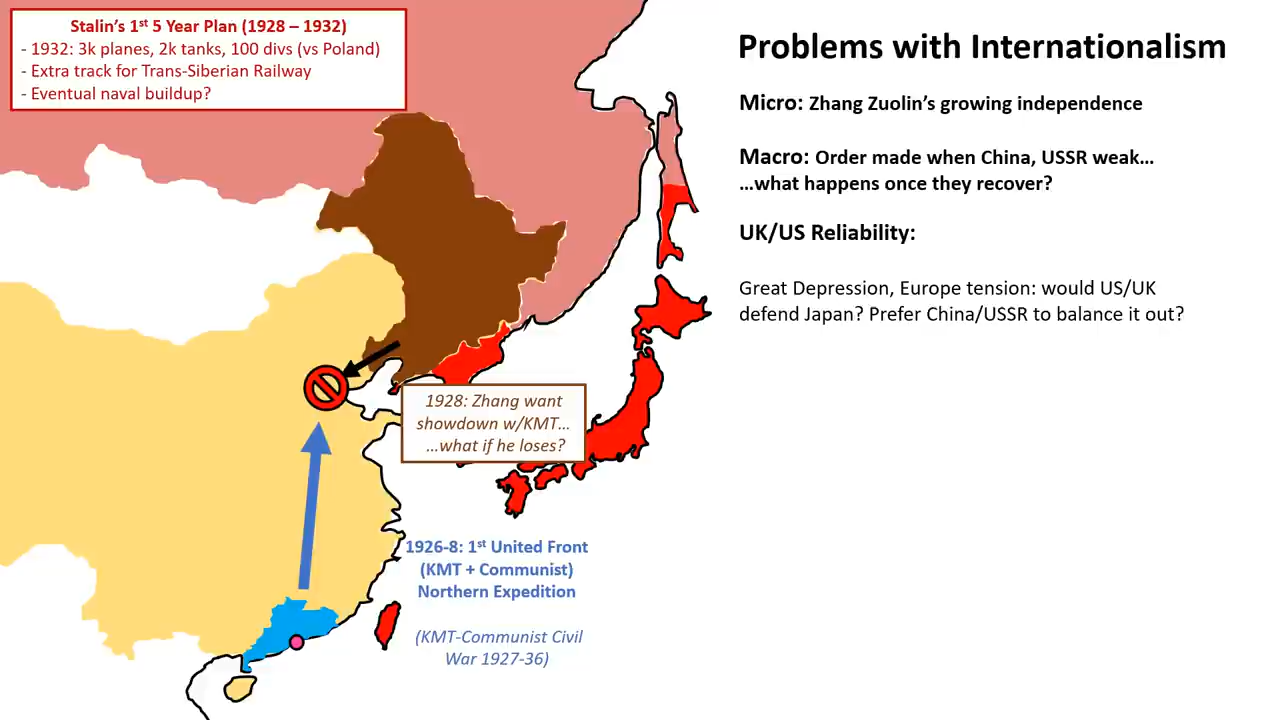 Stalin's 1st 5 Year Plan (1928 – 1932)
- 1932: 3k planes, 2k tanks, 100 divs (vs Poland)
- Extra track for Trans-Siberian Railway
- Eventual naval buildup?
Problems with Internationalism
Micro: Zhang Zuolin's growing independence
Macro: Order made when China, USSR weak…
…what happens once they recover?
UK/US Reliability:
Great Depression, Europe tension: would US/UK
defend Japan? Prefer China/USSR to balance it out?
1928: Zhang want
showdown w/KMT…
…what if he loses?
1926-8: 1st United Front
(KMT + Communist)
Northern Expedition
(KMT-Communist Civil
War 1927-36)